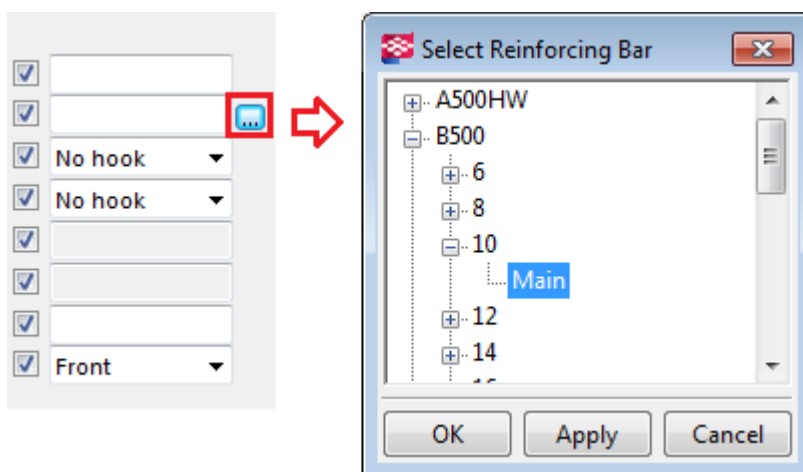 No hook
No hook
Front
...
Select Reinforcing Bar
A500HW
B500
6
8
10
Main
12
14
OK
Apply
Cancel